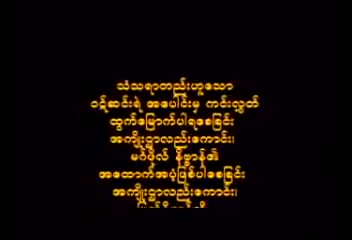 သံသရာတည်းဟူသော
ဝဋ်ဆင်းရဲ အပေါင်းမှ ကင်းလွတ်
ထွက်မြောက်ပါရစေခြင်း
အကျိုးဌာလည်းကောင်း၊
မဂ်ဖိုလ် နိဗ္ဗာန်၏
အထောက်အပံ့ဖြစ်ပါစေခြင်း
အကျိုးဌာလည်းကောင်း၊